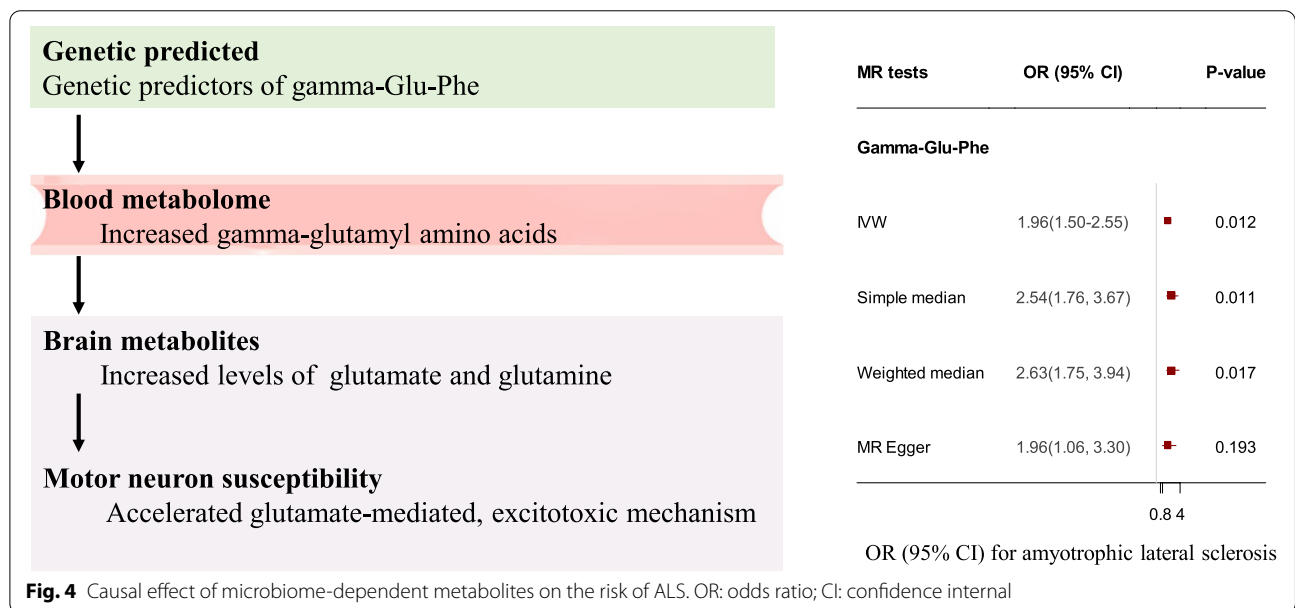 Genetic predicted
Genetic predictors of gamma-Glu-Phe
Blood metabolome
Increased gamma-glutamyl amino acids
Brain metabolites
Increased levels of glutamate and glutamine
Motor neuron susceptibility
Accelerated glutamate-mediated, excitotoxic mechanism
MR tests OR (95% CI) P-value
Gamma-Glu-Phe
IVW 1.96(1.50-2.55) 0.012
Simple median 2.54(1.76, 3.67) 0.011
Weighted median 2.63(1.75, 3.94) 0.017
MR Egger 1.96(1.06, 3.30) 0.193
0.8 4
OR (95% CI) for amyotrophic lateral sclerosis
Fig. 4 Causal effect of microbiome-dependent metabolites on the risk of ALS. OR: odds ratio; CI: confidence internal